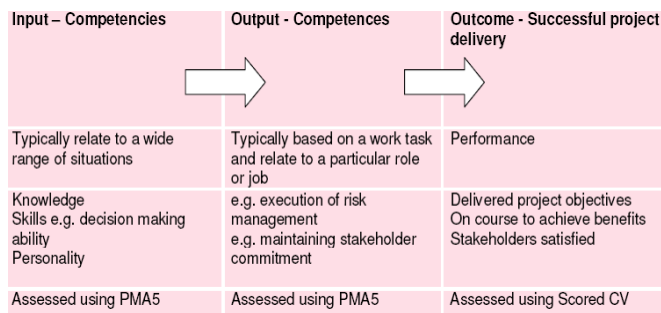 Input – Competencies
Output - Competences
Outcome - Successful project
delivery
Typically relate to a wide
range of situations
Typically based on a work task
and relate to a particular role
or job
Performance
Knowledge
Skills e.g. decision making
ability
Personality
e.g. execution of risk
management
e.g. maintaining stakeholder
commitment
Delivered project objectives
On course to achieve benefits
Stakeholders satisfied
Assessed using PMA5
Assessed using PMA5
Assessed using Scored CV